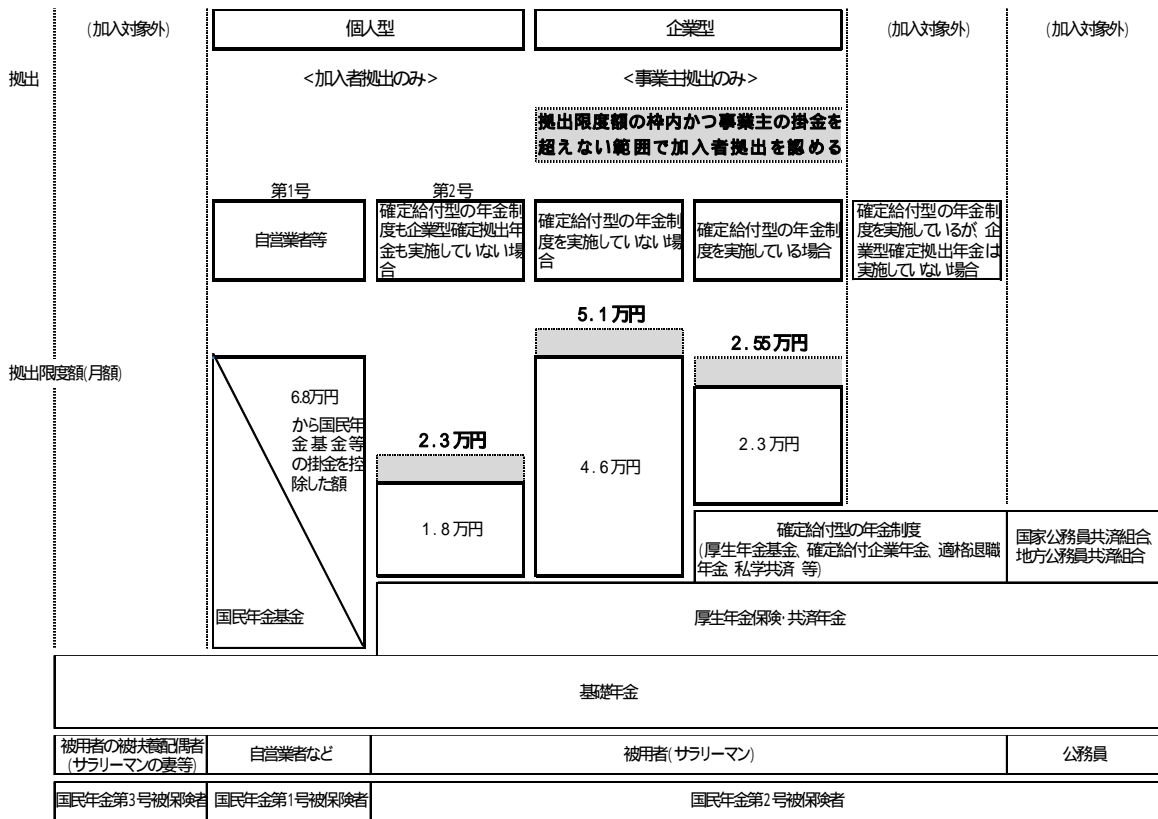 (加入対象外)
個人型
企業型
(加入対象外)
(加入対象外)
拠出
<加入者拠出のみ>
<事業主拠出のみ>
拠出限度額の枠内かつ事業主の掛金を
超えない範囲で加入者拠出を認める
第1号
自営業者等
第2号
確定給付型の年金制
度も企業型確定拠出年
金も実施していない場
合
確定給付型の年金制
度を実施していない場
合
確定給付型の年金制
度を実施している場合
確定給付型の年金制
度を実施しているが、企
業型確定拠出年金は
実施していない場合
拠出限度額(月額)
6.8万円
から国民年
金基金等
の掛金を控
除した額
国民年金基金
2.3万円
1.8万円
5.1万円
4.6万円
2.55万円
2.3万円
確定給付型の年金制度
(厚生年金基金、確定給付企業年金、適格退職
年金、私学共済 等)
国家公務員共済組合、
地方公務員共済組合
厚生年金保険・共済年金
基礎年金
被用者の被扶養配偶者
(サラリーマンの妻等)
自営業者など
被用者(サラリーマン)
公務員
国民年金第3号被保険者
国民年金第1号被保険者
国民年金第2号被保険者